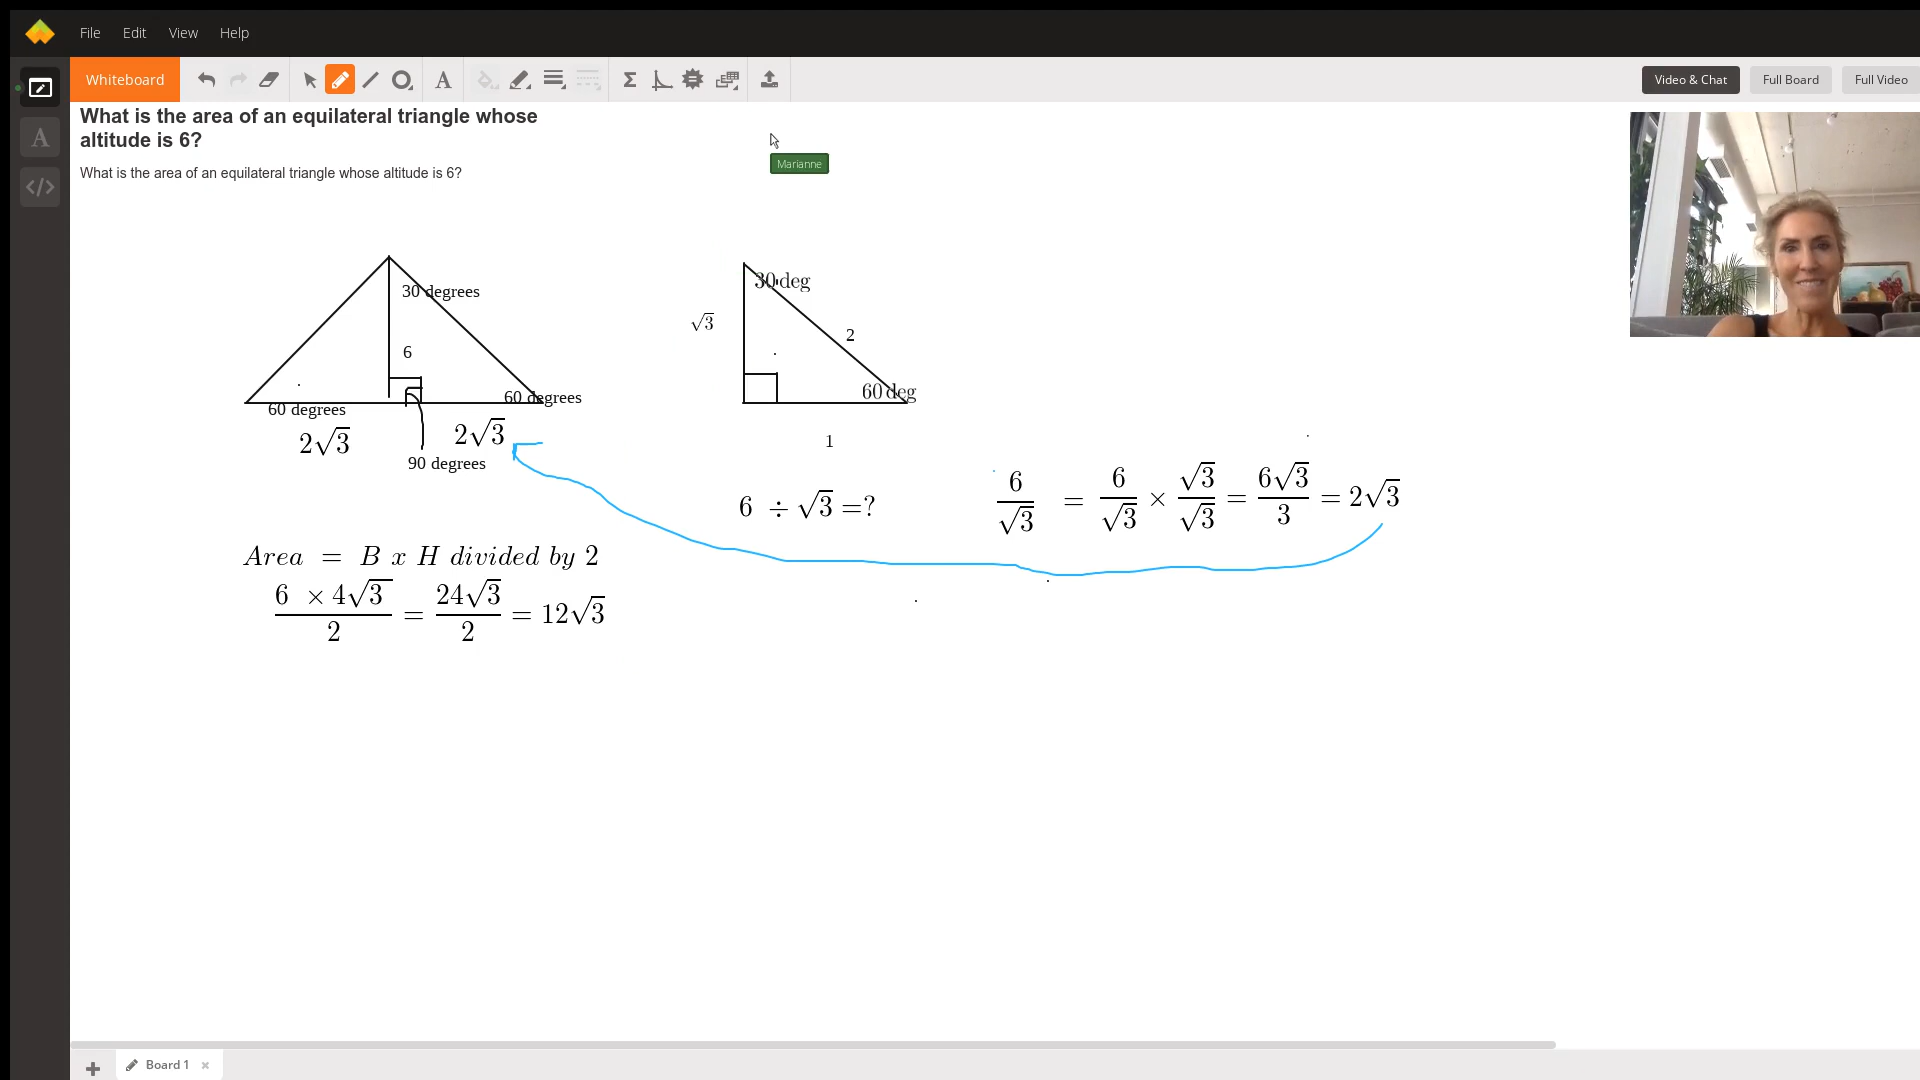 File Edit View Help
Whiteboard
A
Σ
Video & Chat
Full Board
Full Video
What is the area of an equilateral triangle whose
altitude is 6?
What is the area of an equilateral triangle whose altitude is 6?
Marianne
A
</>
30 degrees
6
60 degrees
60 degrees
2√3
2√3
90 degrees
30 deg
√3
2
60 deg
1
6 ÷ √3 =?
6/√3 = 6/√3 × √3/√3 = 6√3/3 = 2√3
Area = B x H divided by 2
6 × 4√3/2 = 24√3/2 = 12√3
+
Board 1 ×